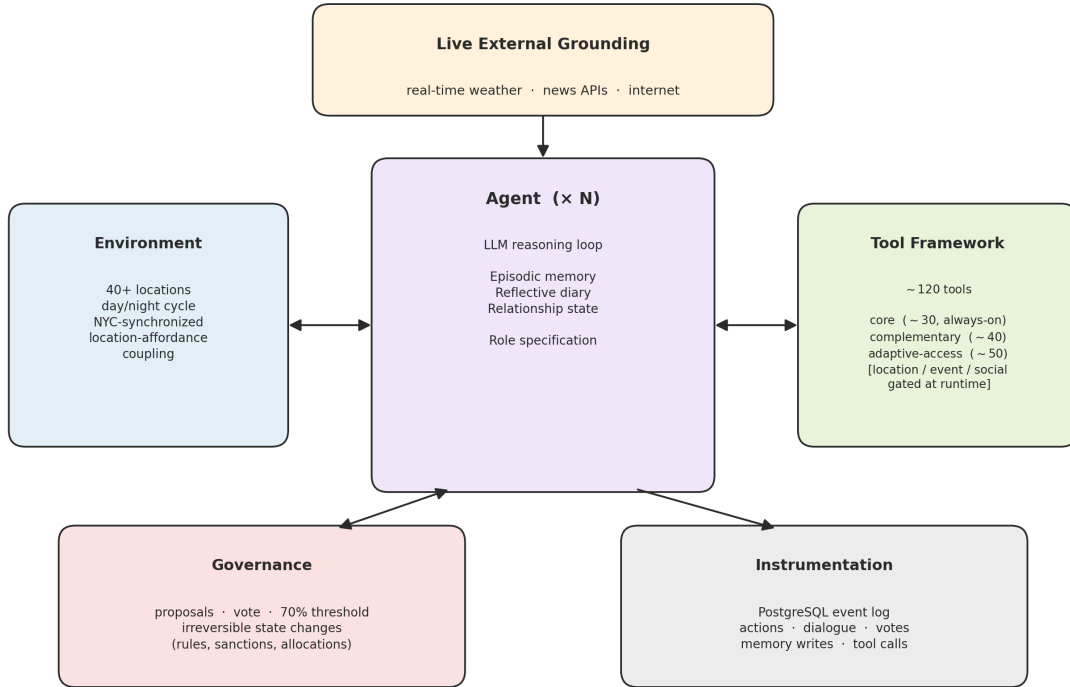 Live External Grounding
real-time weather · news APIs · internet
Agent (× N)
LLM reasoning loop
Episodic memory
Reflective diary
Relationship state
Role specification
Environment
40+ locations
day/night cycle
NYC-synchronized
location-affordance
coupling
Tool Framework
~120 tools
core (~30, always-on)
complementary (~40)
adaptive-access (~50)
[location / event / social
gated at runtime]
Governance
proposals · vote · 70% threshold
irreversible state changes
(rules, sanctions, allocations)
Instrumentation
PostgreSQL event log
actions · dialogue · votes
memory writes · tool calls